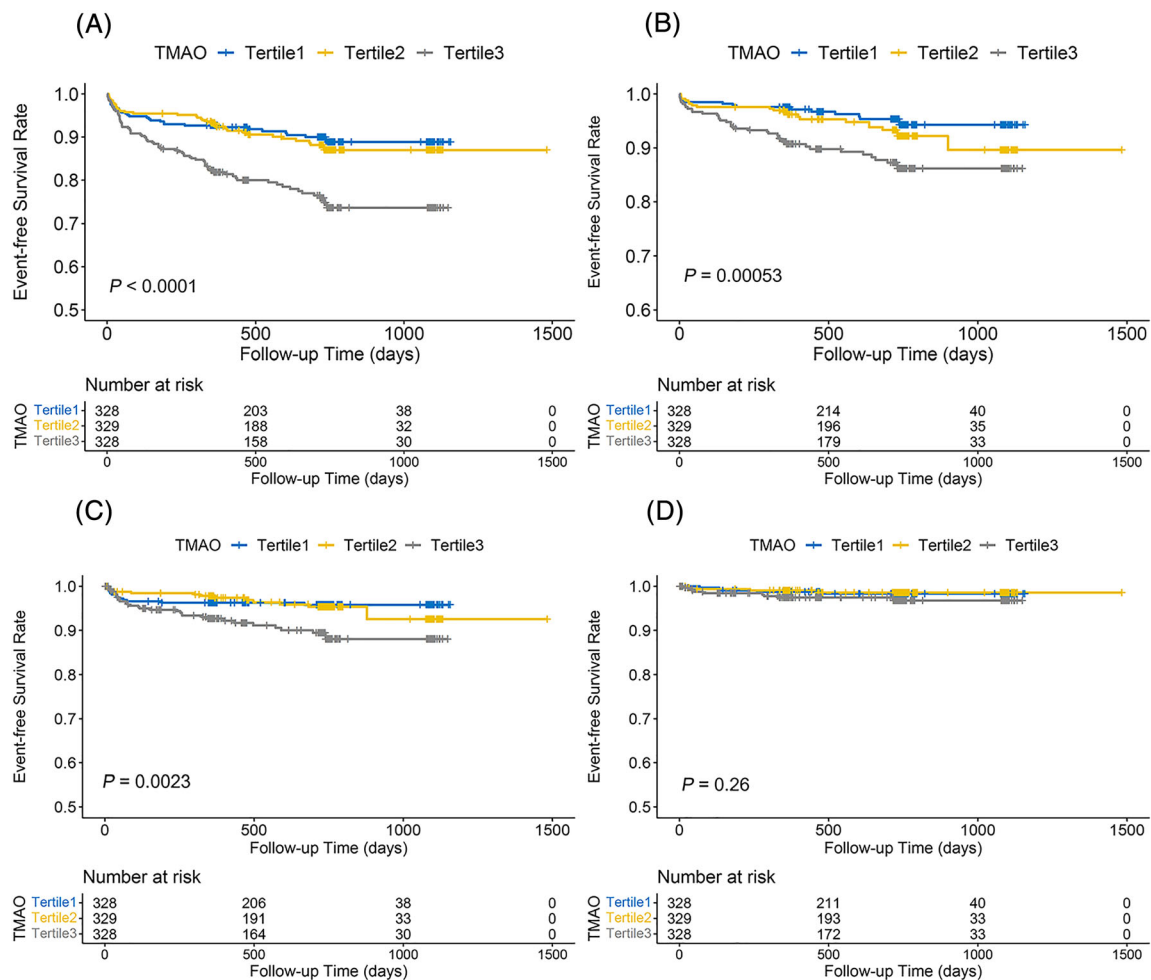 (A)
TMAO Tertile1 Tertile2 Tertile3
Event-free Survival Rate
1.0
0.9
0.8
0.7
0.6
0.5
P < 0.0001
0 500 1000 1500
Follow-up Time (days)
Number at risk
TMAO
Tertile1 328 203 38 0
Tertile2 329 188 32 0
Tertile3 328 158 30 0
0 500 1000 1500
Follow-up Time (days)
(B)
TMAO Tertile1 Tertile2 Tertile3
Event-free Survival Rate
1.0
0.9
0.8
0.7
0.6
P = 0.00053
0 500 1000 1500
Follow-up Time (days)
Number at risk
TMAO
Tertile1 328 214 40 0
Tertile2 329 196 35 0
Tertile3 328 179 33 0
0 500 1000 1500
Follow-up Time (days)
(C)
TMAO Tertile1 Tertile2 Tertile3
Event-free Survival Rate
1.0
0.9
0.8
0.7
0.6
0.5
P = 0.0023
0 500 1000 1500
Follow-up Time (days)
Number at risk
TMAO
Tertile1 328 206 38 0
Tertile2 329 191 33 0
Tertile3 328 164 30 0
0 500 1000 1500
Follow-up Time (days)
(D)
TMAO Tertile1 Tertile2 Tertile3
Event-free Survival Rate
1.0
0.9
0.8
0.7
0.6
0.5
P = 0.26
0 500 1000 1500
Follow-up Time (days)
Number at risk
TMAO
Tertile1 328 211 40 0
Tertile2 329 193 33 0
Tertile3 328 172 33 0
0 500 1000 1500
Follow-up Time (days)